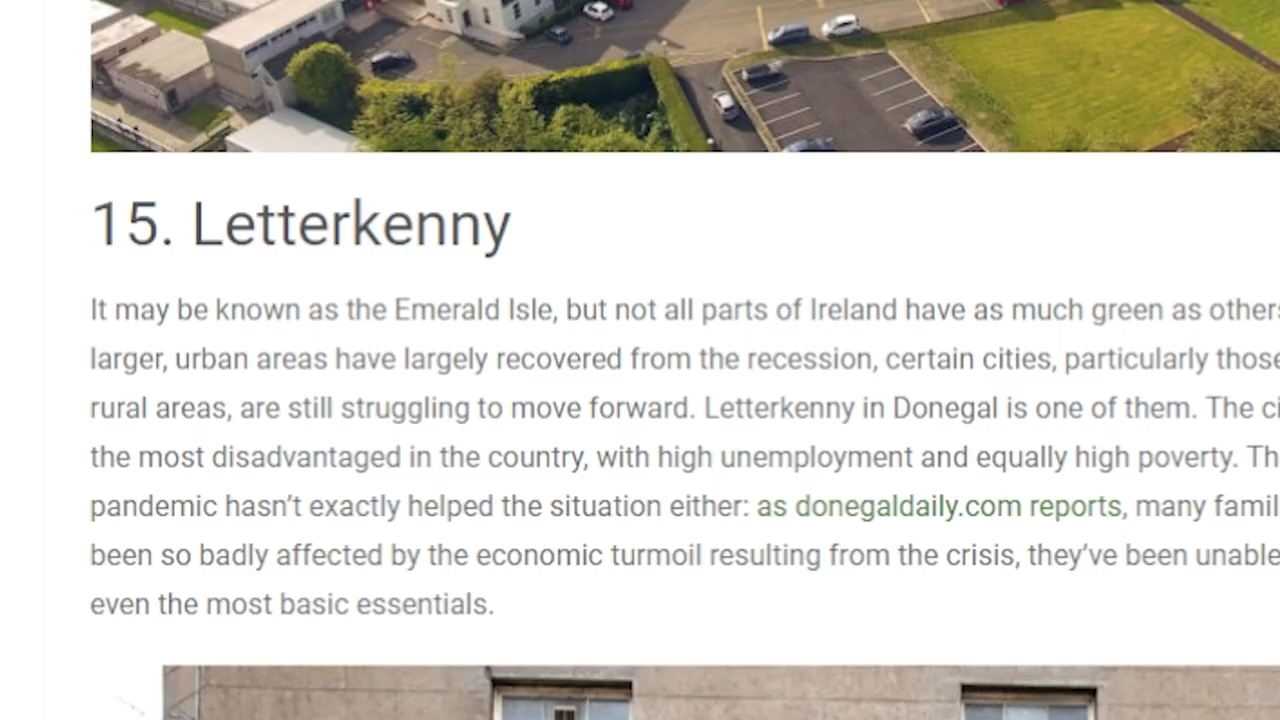 15. Letterkenny
It may be known as the Emerald Isle, but not all parts of Ireland have as much green as others
larger, urban areas have largely recovered from the recession, certain cities, particularly those
rural areas, are still struggling to move forward. Letterkenny in Donegal is one of them. The ci
the most disadvantaged in the country, with high unemployment and equally high poverty. Th
pandemic hasn’t exactly helped the situation either: as donegaldaily.com reports, many famil
been so badly affected by the economic turmoil resulting from the crisis, they’ve been unable
even the most basic essentials.